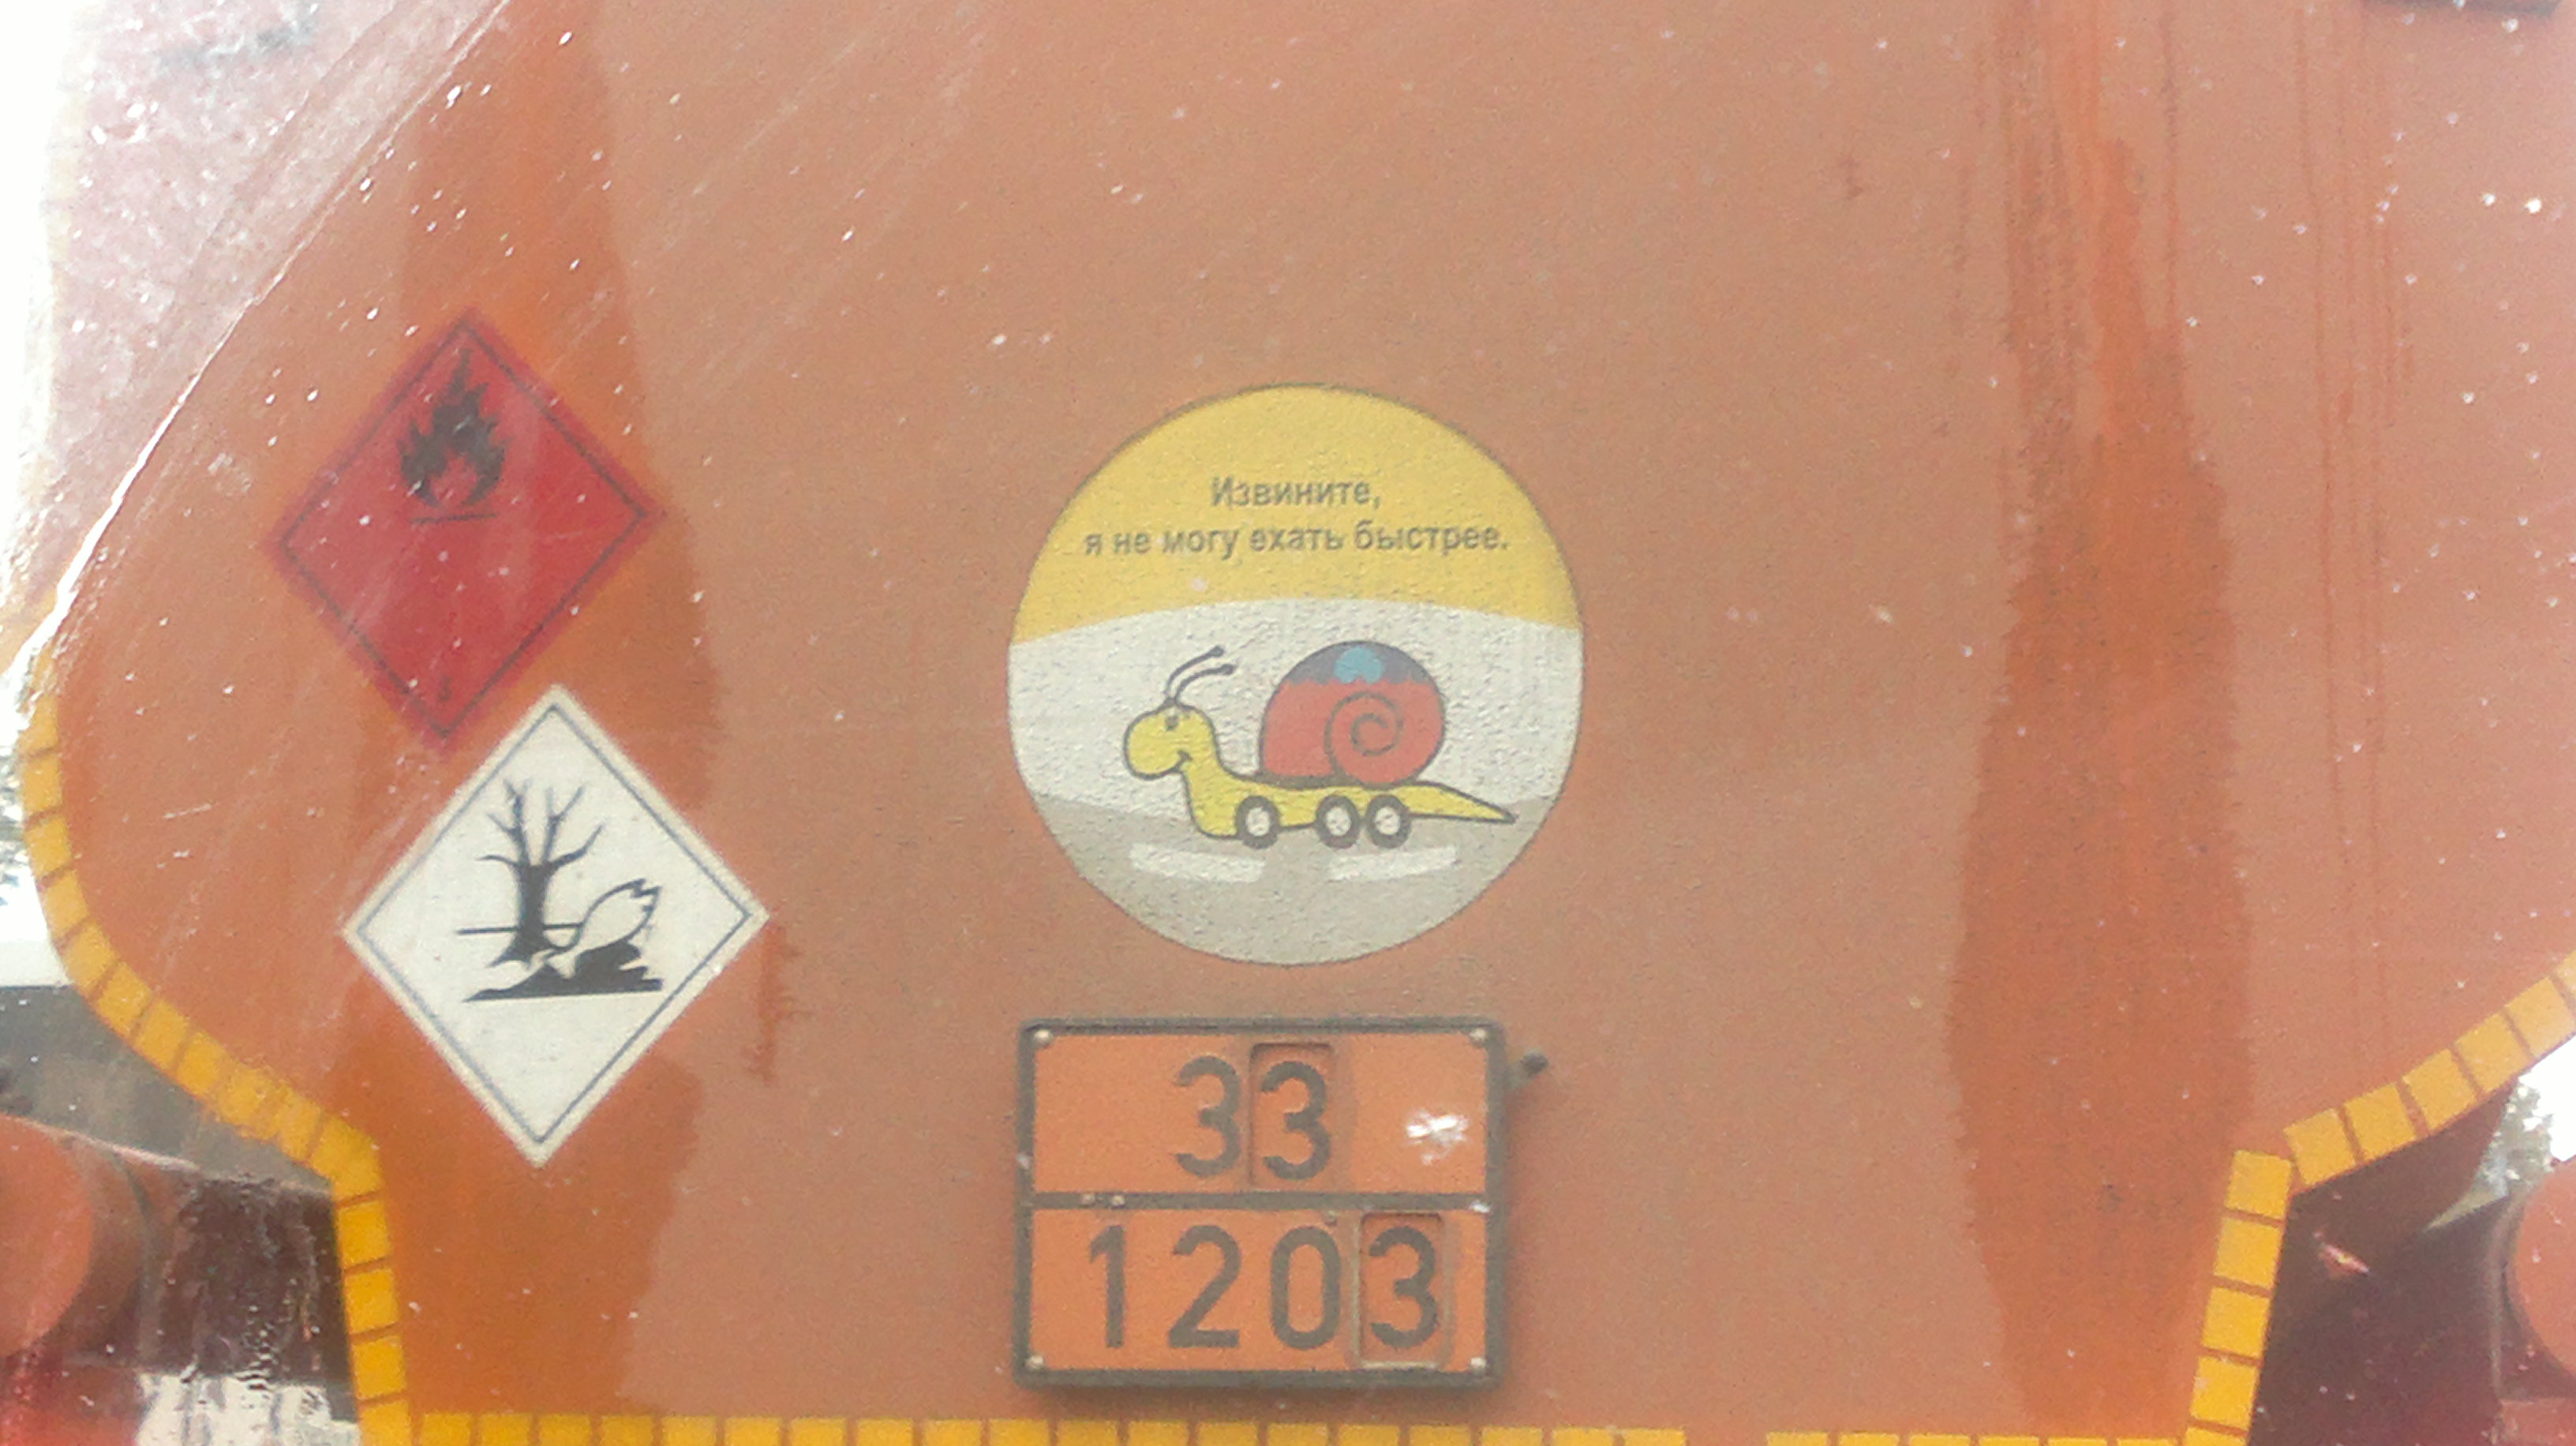 Извините,
я не могу ехать быстрее.
33
1203